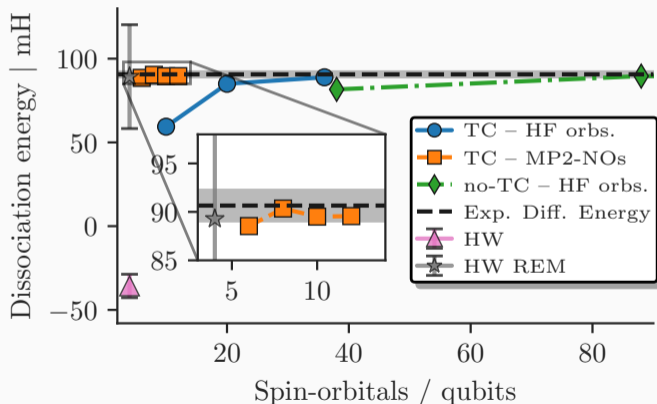 Dissociation energy | mH
100
50
0
−50
95
90
85
5
10
TC – HF orbs.
TC – MP2-NOs
no-TC – HF orbs.
Exp. Diff. Energy
HW
HW REM
20
40
60
80
Spin-orbitals / qubits